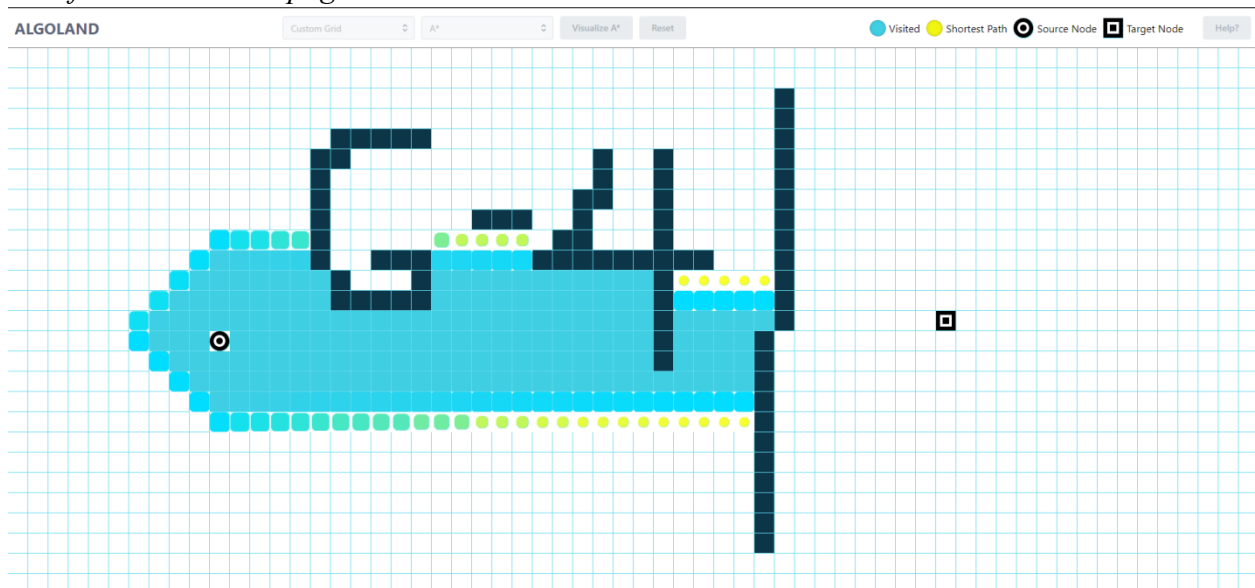 ALGOLAND
Custom Grid
A*
Visualize A*
Reset
Visited
Shortest Path
Source Node
Target Node
Help?